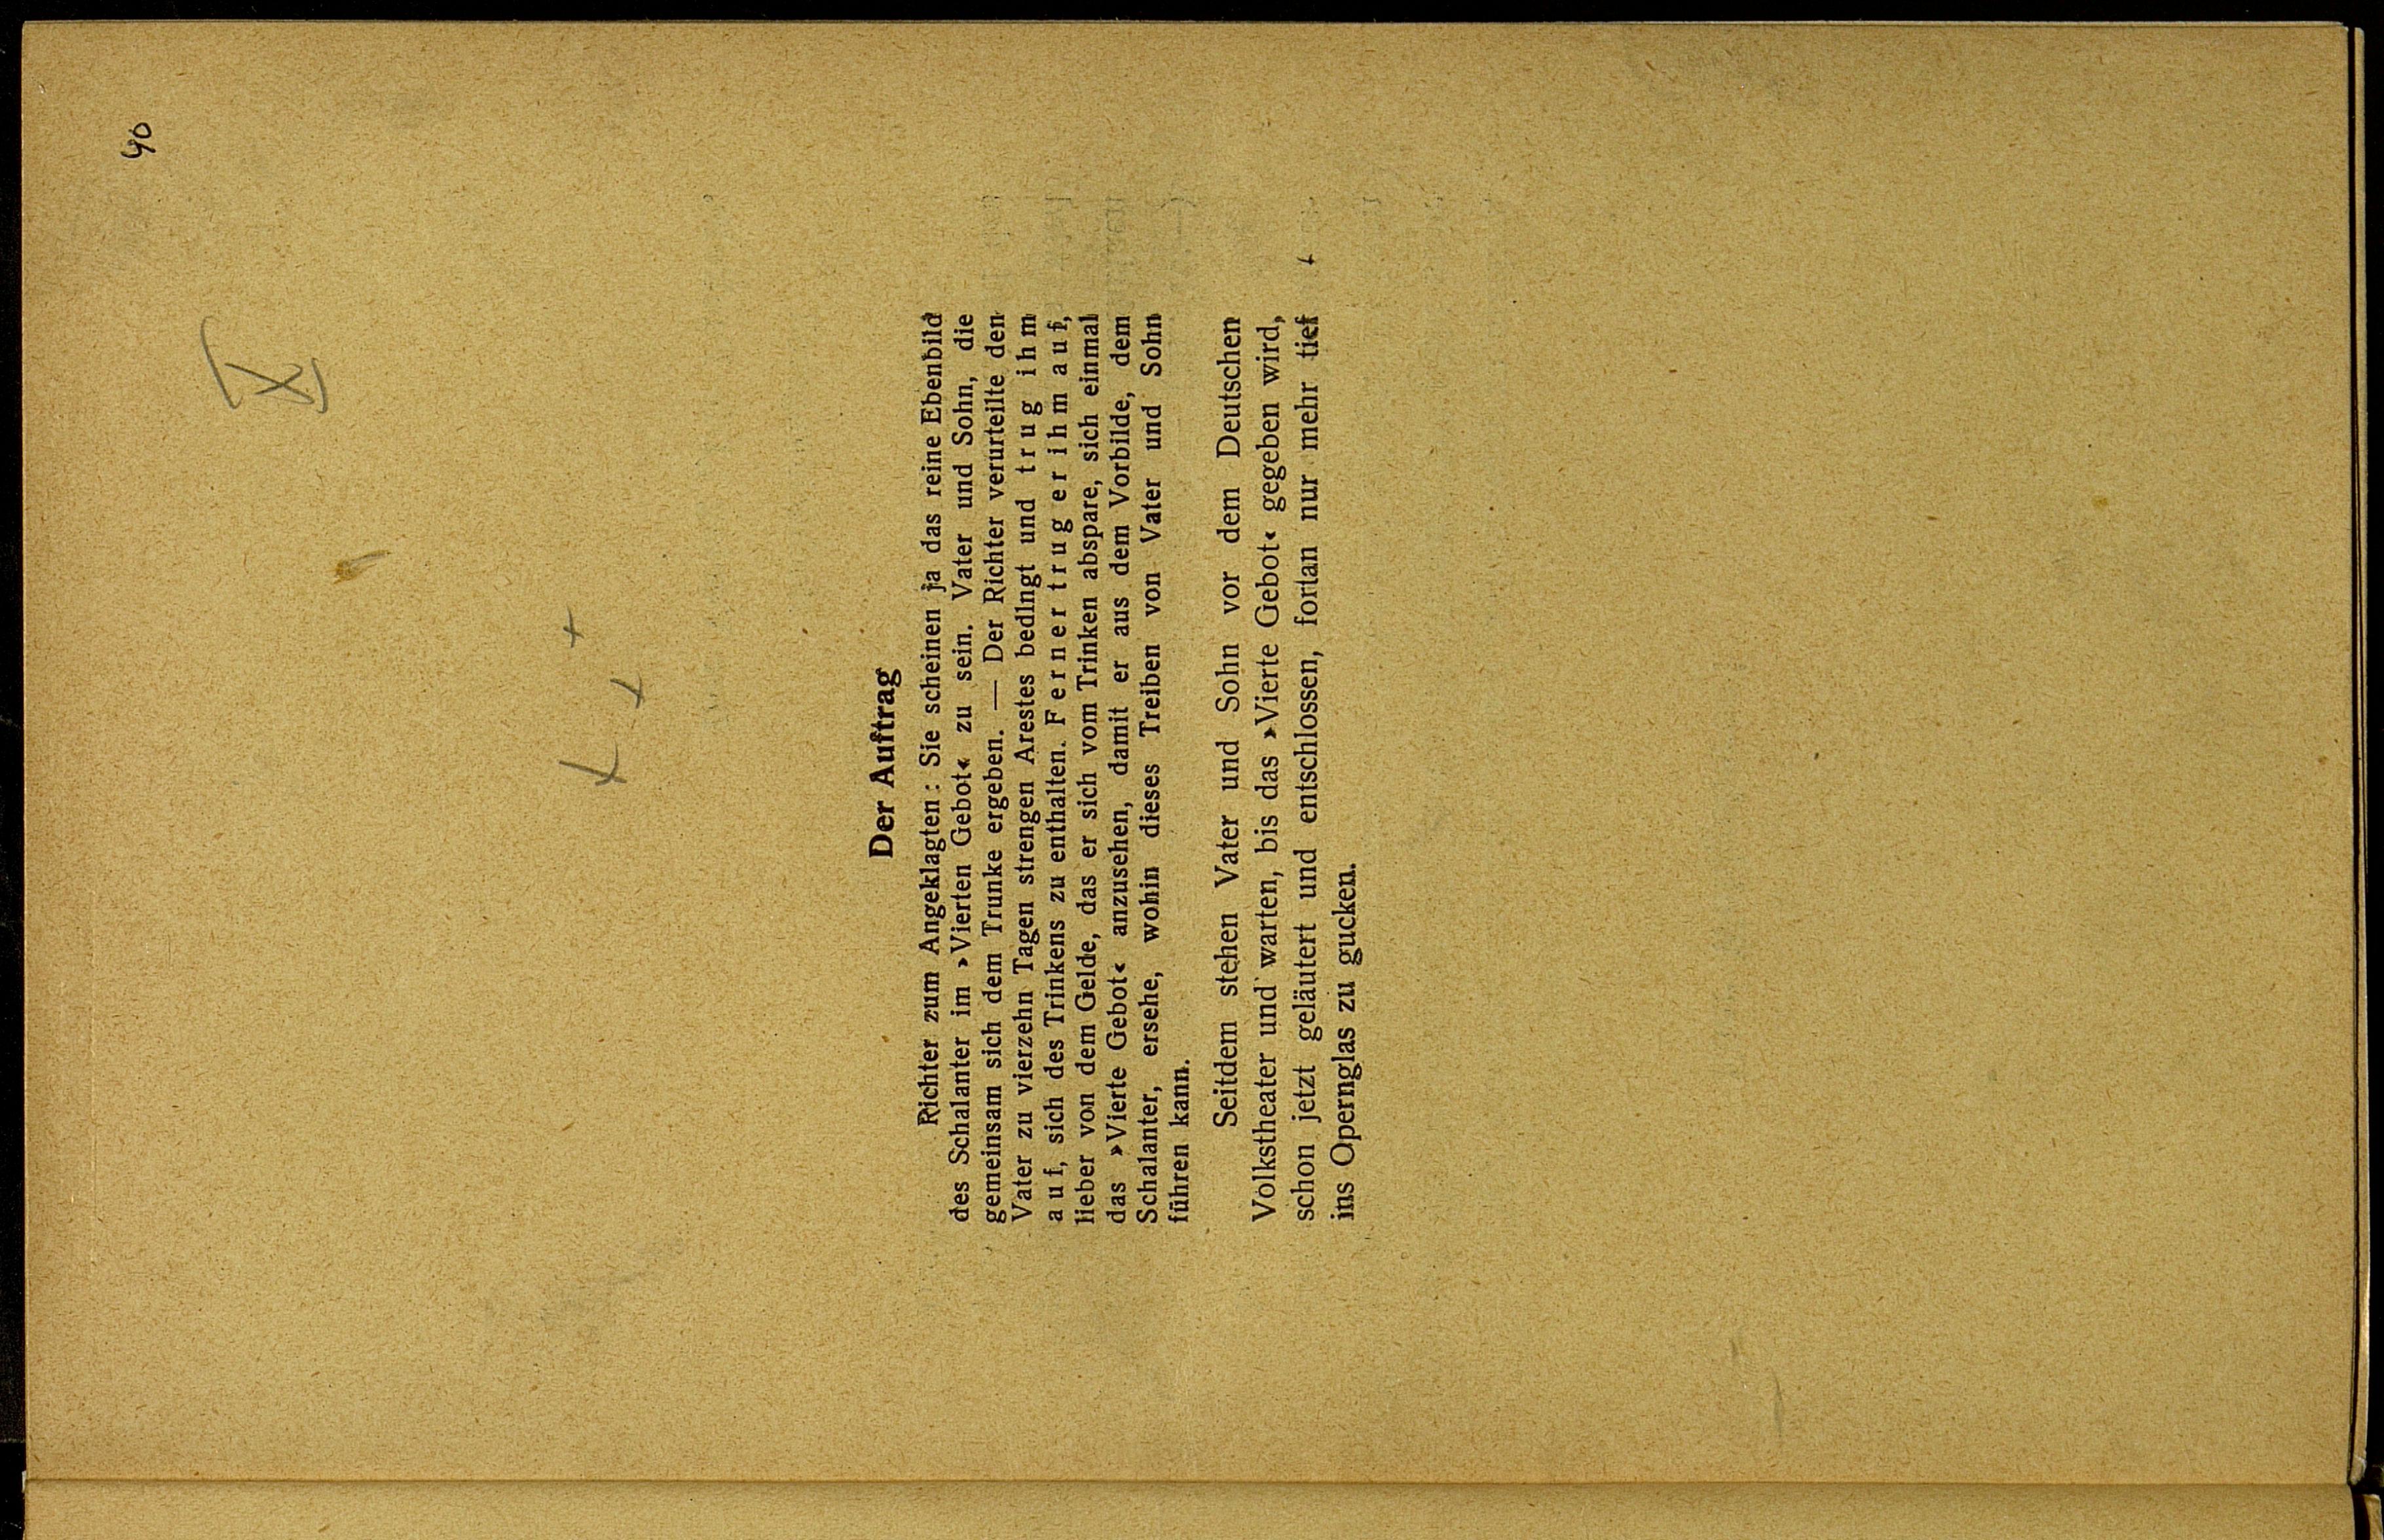 40
[X]
Der Auftrag
Richter zum Angeklagten: Sie scheinen ja das reine Ebenbild
des Schalanter im »Vierten Gebot« zu sein. Vater und Sohn, die
gemeinsam sich dem Trunke ergeben. — Der Richter verurteilte den
Vater zu vierzehn Tagen strengen Arestes bedingt und t r u g i h m
a u f, sich des Trinkens zu enthalten. F e r n e r t r u g e r i h m a u f,
lieber von dem Gelde, das er sich vom Trinken abspare, sich einmal
das »Vierte Gebot« anzusehen, damit er aus dem Vorbilde, dem
Schalanter, ersehe, wohin dieses Treiben von Vater und Sohn
führen kann.
Seitdem stehen Vater und Sohn vor dem Deutschen
Volkstheater und warten, bis das »Vierte Gebot« gegeben wird,
schon jetzt geläutert und entschlossen, fortan nur mehr tief
ins Opernglas zu gucken.